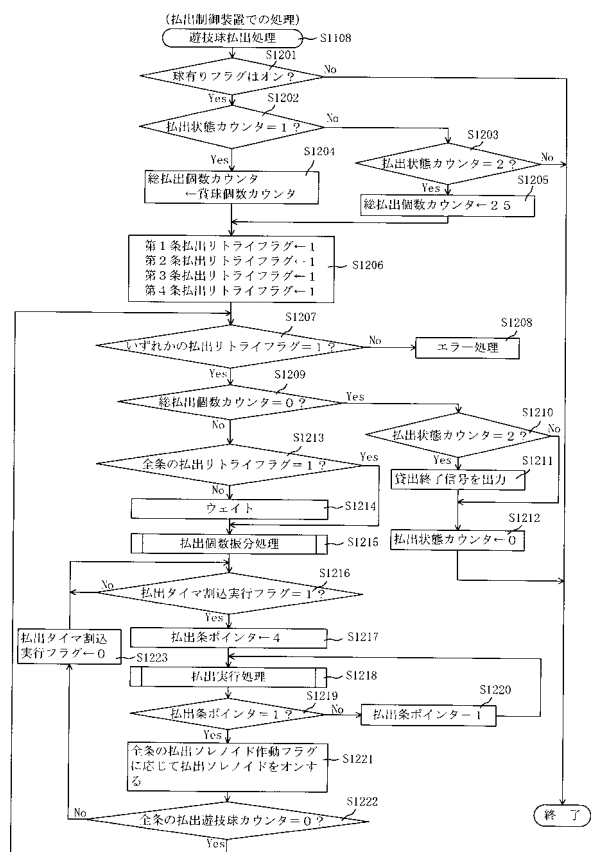 (払出制御装置での処理)
遊技球払出処理
S1108
S1201
球有りフラグはオン?
No
Yes
S1202
払出状態カウンタ=1?
No
S1203
払出状態カウンタ=2?
No
Yes
S1204
総払出個数カウンタ
←賞球個数カウンタ
Yes
S1205
総払出個数カウンタ←25
第1条払出リトライフラグ←1
第2条払出リトライフラグ←1
第3条払出リトライフラグ←1
第4条払出リトライフラグ←1
S1206
S1207
いずれかの払出リトライフラグ=1?
No
S1208
エラー処理
Yes
S1209
総払出個数カウンタ=0?
Yes
S1210
払出状態カウンタ=2?
No
No
S1213
全条の払出リトライフラグ=1?
Yes
Yes
S1211
貸出終了信号を出力
No
ウェイト
S1214
S1212
払出状態カウンタ←0
払出個数振分処理
S1215
S1216
No
払出タイマ割込実行フラグ=1?
Yes
払出条ポインタ←4
S1217
払出タイマ割込
実行フラグ←0
S1223
払出実行処理
S1218
S1219
払出条ポインタ=1?
No
S1220
払出条ポインタ-1
Yes
全条の払出ソレノイド作動フラグ
に応じて払出ソレノイドをオンす
る
S1221
S1222
No
全条の払出遊技球カウンタ=0?
Yes
終 了